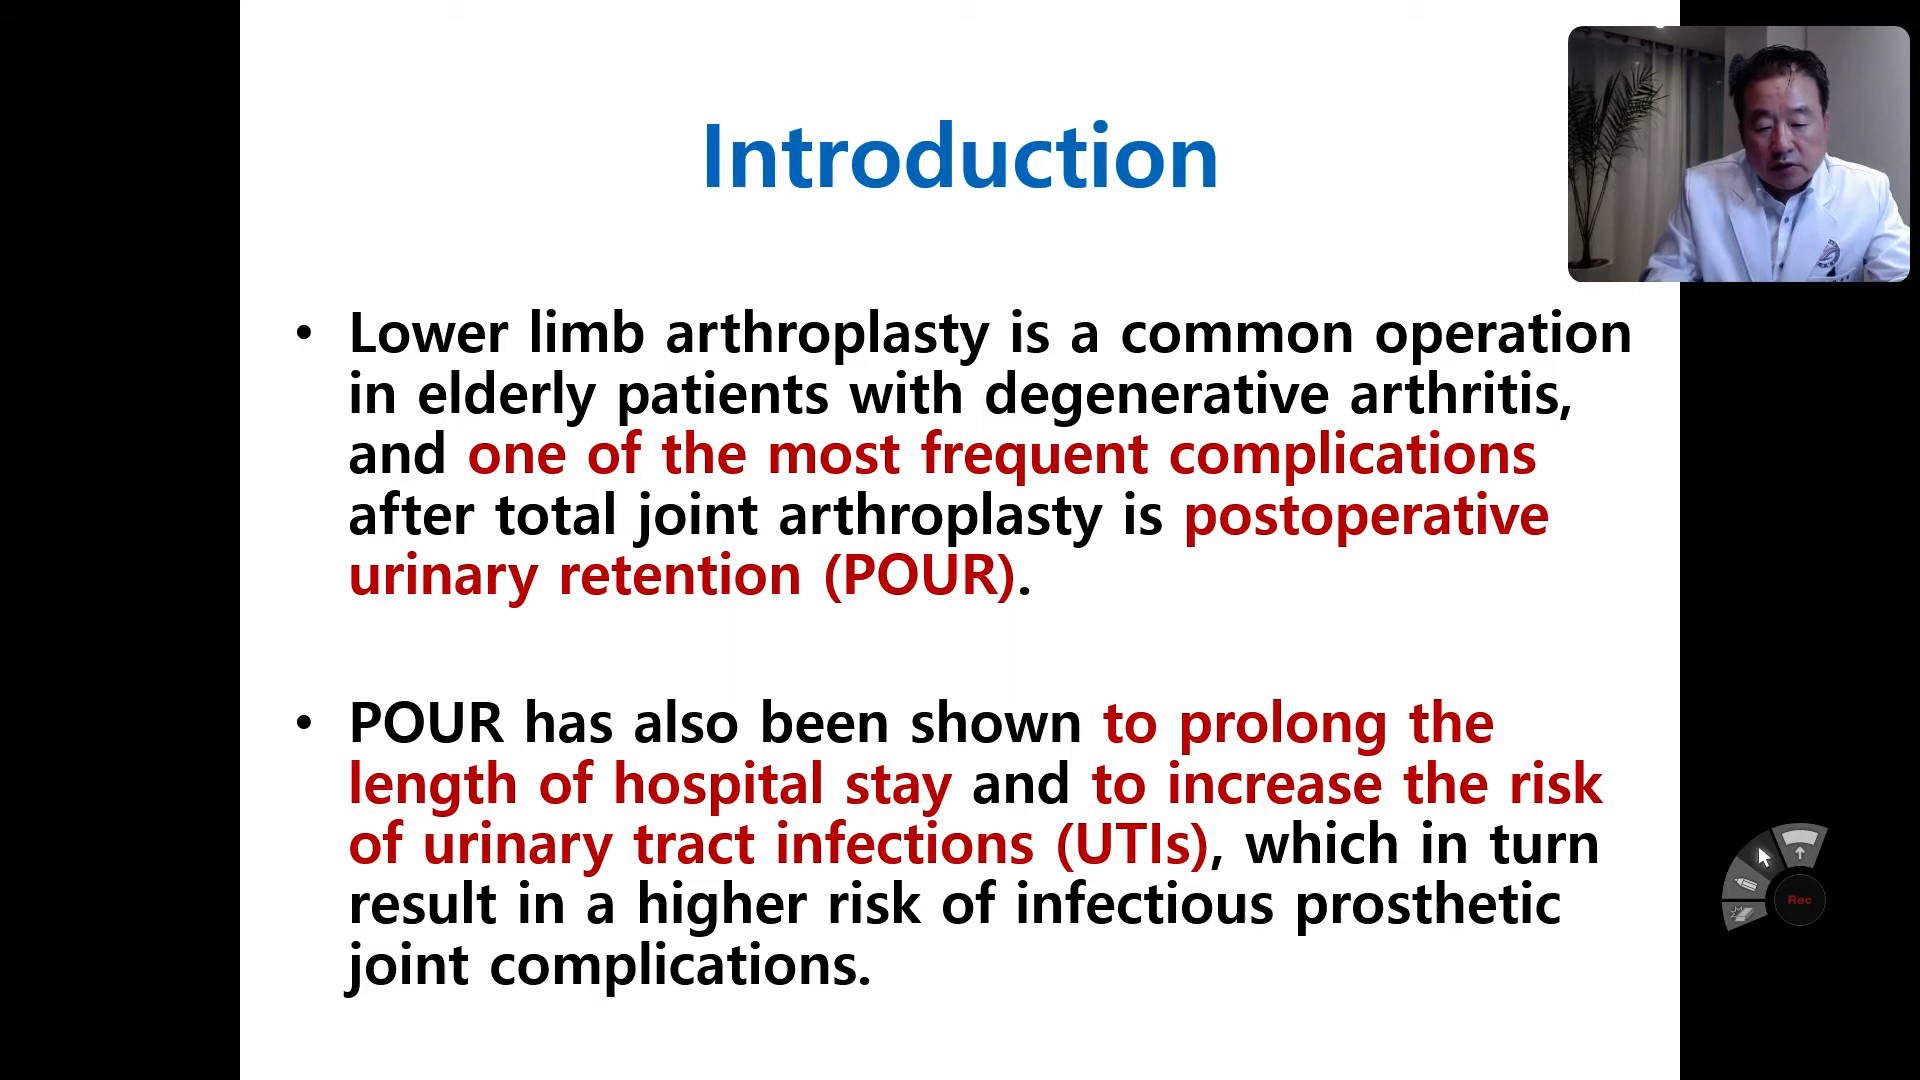 Introduction
• Lower limb arthroplasty is a common operation
in elderly patients with degenerative arthritis,
and one of the most frequent complications
after total joint arthroplasty is postoperative
urinary retention (POUR).
• POUR has also been shown to prolong the
length of hospital stay and to increase the risk
of urinary tract infections (UTIs), which in turn
result in a higher risk of infectious prosthetic
joint complications.
Rec